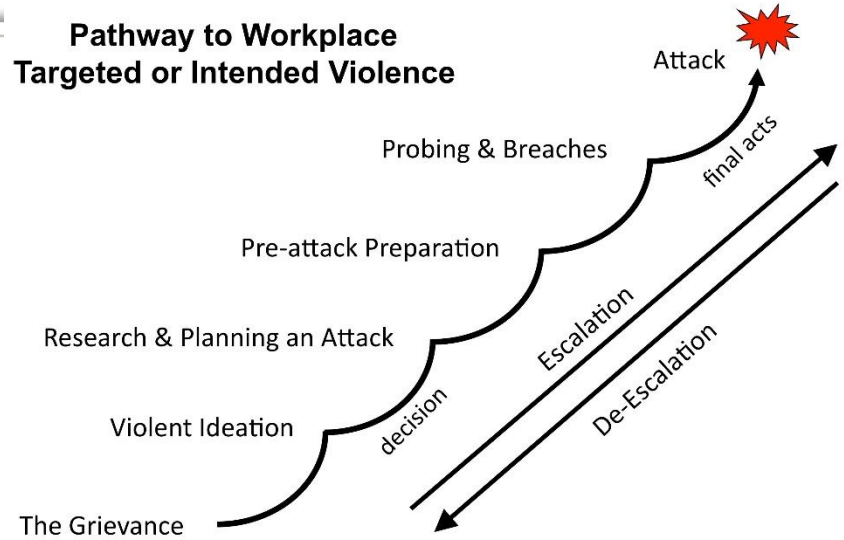 Pathway to Workplace
Targeted or Intended Violence
Attack
final acts
Probing & Breaches
Pre-attack Preparation
Escalation
De-Escalation
Research & Planning an Attack
decision
Violent Ideation
The Grievance